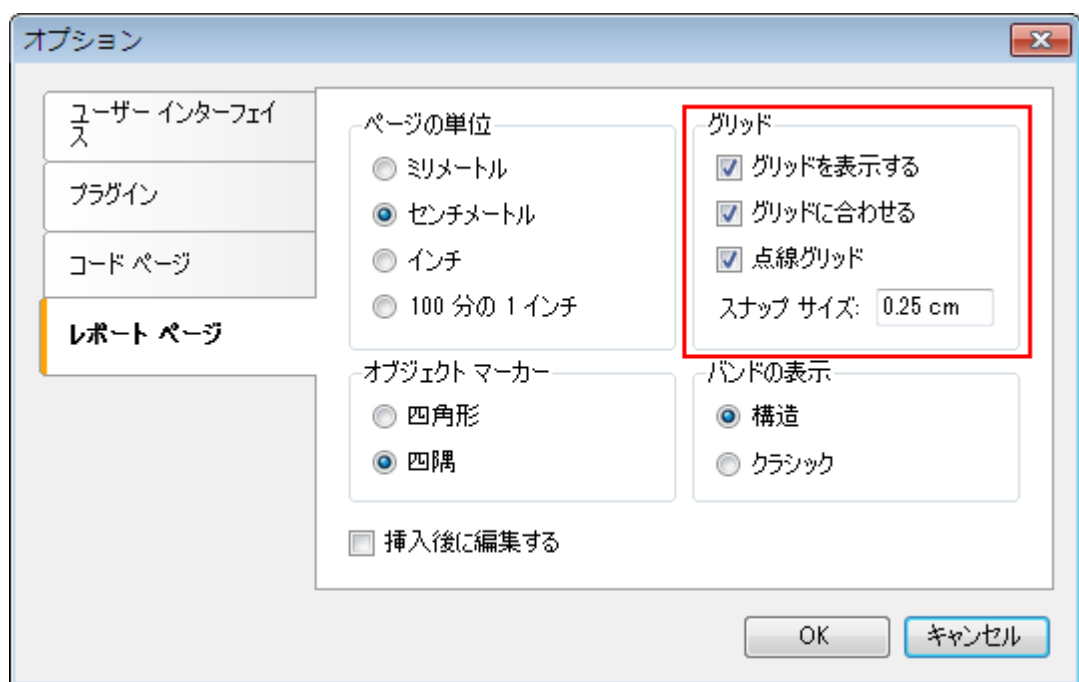 オプション
ユーザー インターフェイ
ス
プラグイン
コード ページ
レポート ページ
ページの単位
ミリメートル
センチメートル
インチ
100 分の 1 インチ
グリッド
グリッドを表示する
グリッドに合わせる
点線グリッド
スナップ サイズ: 0.25 cm
オブジェクト マーカー
四角形
四隅
バンドの表示
構造
クラシック
挿入後に編集する
OK
キャンセル